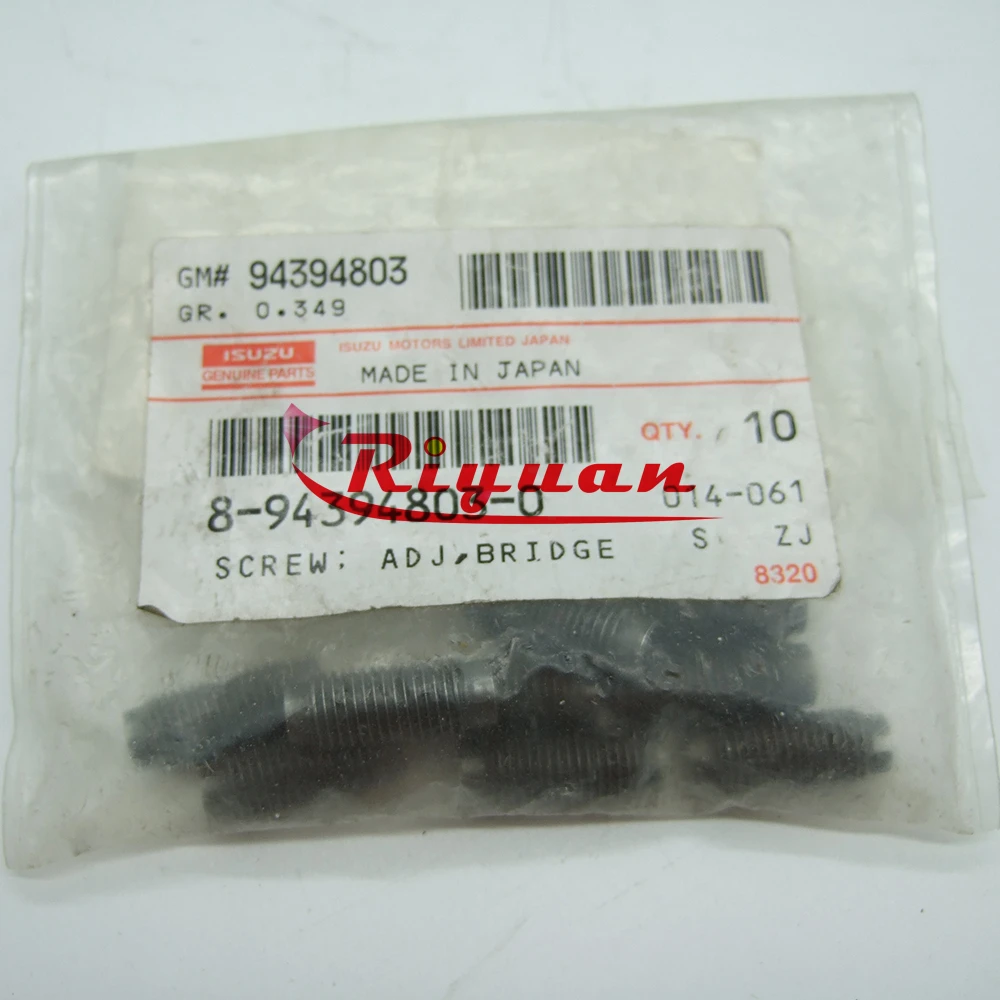 GM# 94394803
GR. 0.349
ISUZU
GENUINE PARTS
ISUZU MOTORS LIMITED JAPAN
MADE IN JAPAN
QTY. 10
Riyuan
8-94394803-0
014-061
SCREW: ADJ,BRIDGE
S ZJ
8320